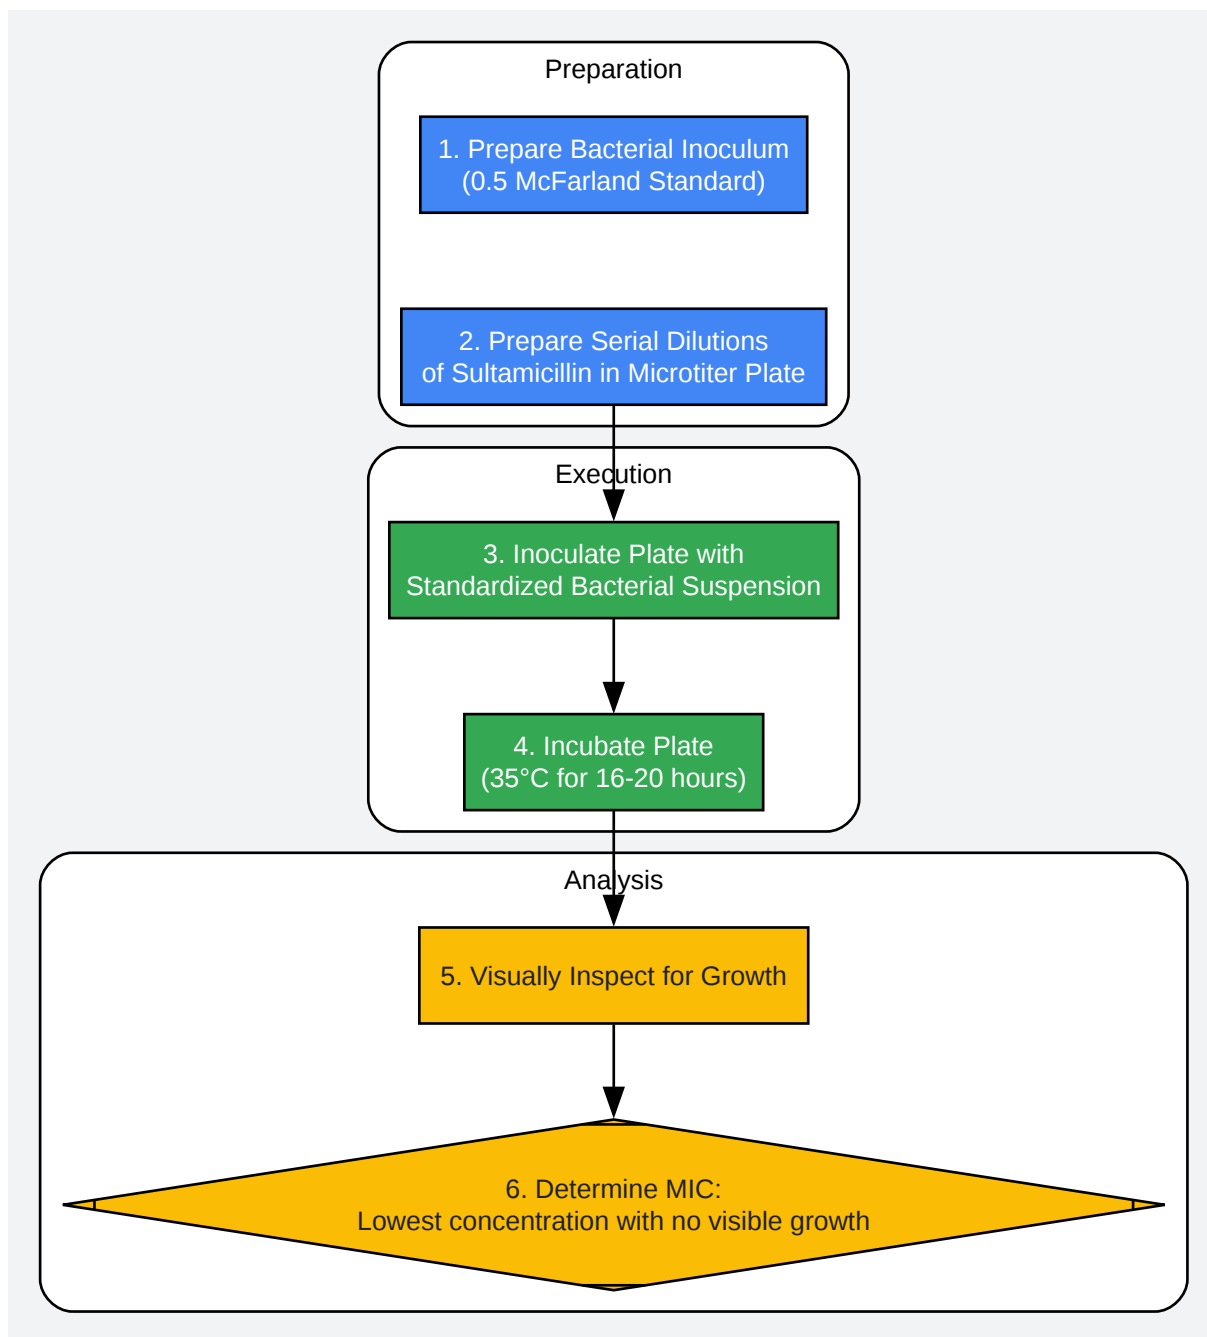 Preparation
1. Prepare Bacterial Inoculum
(0.5 McFarland Standard)
2. Prepare Serial Dilutions
of Sultamicillin in Microtiter Plate
Execution
3. Inoculate Plate with
Standardized Bacterial Suspension
4. Incubate Plate
(35°C for 16-20 hours)
Analysis
5. Visually Inspect for Growth
6. Determine MIC:
Lowest concentration with no visible growth